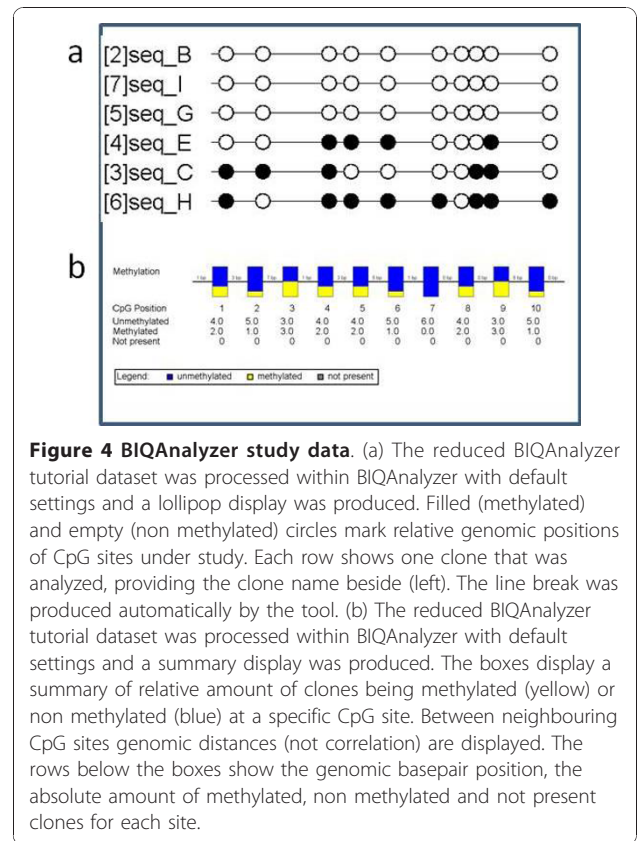 a
[2]seq_B
[7]seq_I
[5]seq_G
[4]seq_E
[3]seq_C
[6]seq_H
b
Methylation
CpG Position 1 2 3 4 5 6 7 8 9 10
Unmethylated 4.0 5.0 3.0 4.0 4.0 5.0 6.0 4.0 3.0 5.0
Methylated 2.0 1.0 3.0 2.0 2.0 1.0 0.0 2.0 3.0 1.0
Not present 0 0 0 0 0 0 0 0 0 0
Legend: unmethylated methylated not present
Figure 4 BIQAnalyzer study data. (a) The reduced BIQAnalyzer
tutorial dataset was processed within BIQAnalyzer with default
settings and a lollipop display was produced. Filled (methylated)
and empty (non methylated) circles mark relative genomic positions
of CpG sites under study. Each row shows one clone that was
analyzed, providing the clone name beside (left). The line break was
produced automatically by the tool. (b) The reduced BIQAnalyzer
tutorial dataset was processed within BIQAnalyzer with default
settings and a summary display was produced. The boxes display a
summary of relative amount of clones being methylated (yellow) or
non methylated (blue) at a specific CpG site. Between neighbouring
CpG sites genomic distances (not correlation) are displayed. The
rows below the boxes show the genomic basepair position, the
absolute amount of methylated, non methylated and not present
clones for each site.